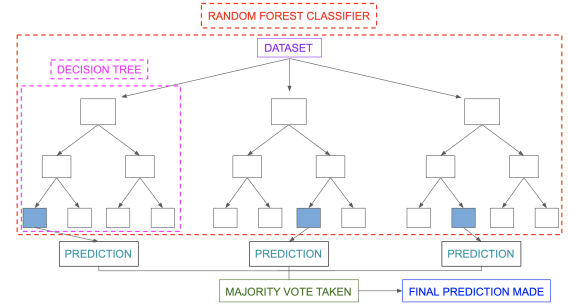 RANDOM FOREST CLASSIFIER
DATASET
DECISION TREE
PREDICTION
PREDICTION
PREDICTION
MAJORITY VOTE TAKEN
FINAL PREDICTION MADE